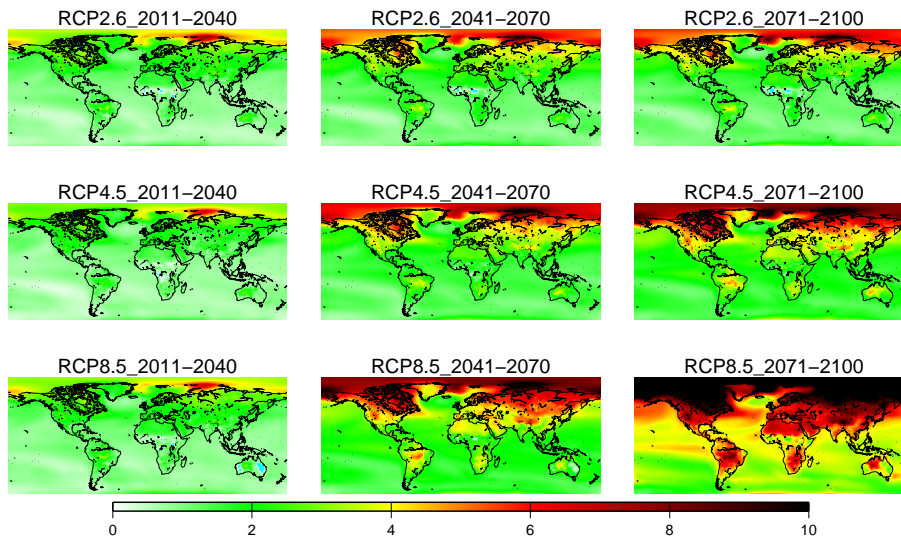 RCP2.6_2011−2040
RCP2.6_2041−2070
RCP2.6_2071−2100
RCP4.5_2011−2040
RCP4.5_2041−2070
RCP4.5_2071−2100
RCP8.5_2011−2040
RCP8.5_2041−2070
RCP8.5_2071−2100
0 2 4 6 8 10